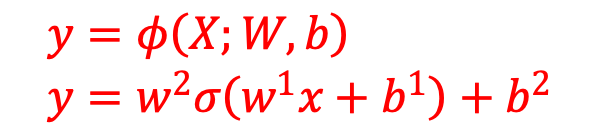 y = ϕ(X; W, b)
y = w²σ(w¹x + b¹) + b²